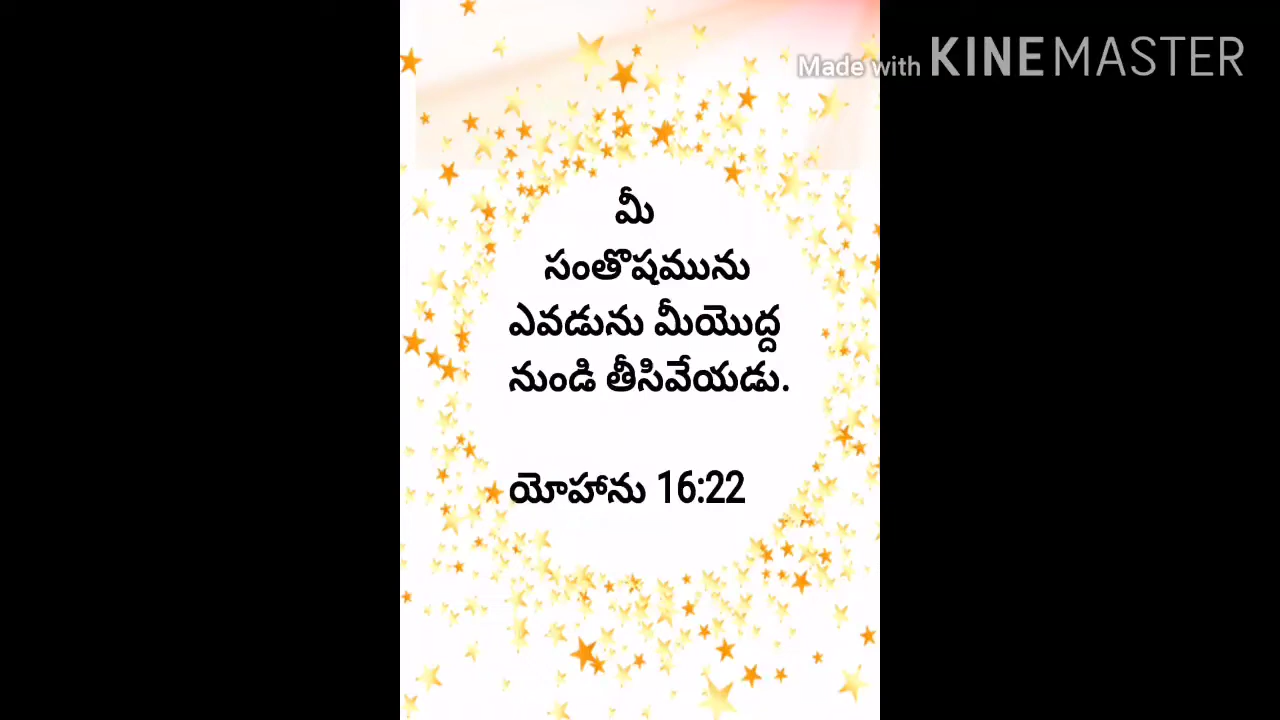 Made with KINEMASTER
మీ
సంతొషమును
ఎవడును మీయొద్ద
నుండి తీసివేయడు.
యోహాను 16:22